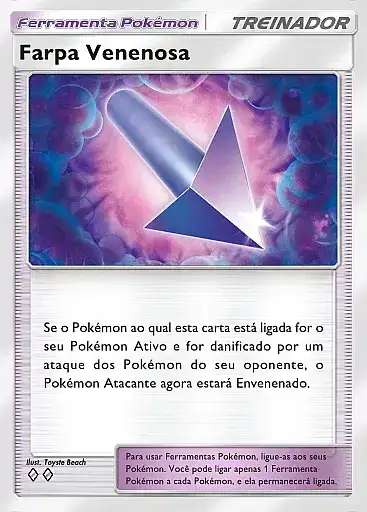 Ferramenta Pokémon
TREINADOR
Farpa Venenosa
Se o Pokémon ao qual esta carta está ligada for o
seu Pokémon Ativo e for danificado por um
ataque dos Pokémon do seu oponente, o
Pokémon Atacante agora estará Envenenado.
Ilust. Toyste Beach
Para usar Ferramentas Pokémon, ligue-as aos seus
Pokémon. Você pode ligar apenas 1 Ferramenta
Pokémon a cada Pokémon, e ela permanecerá ligada.